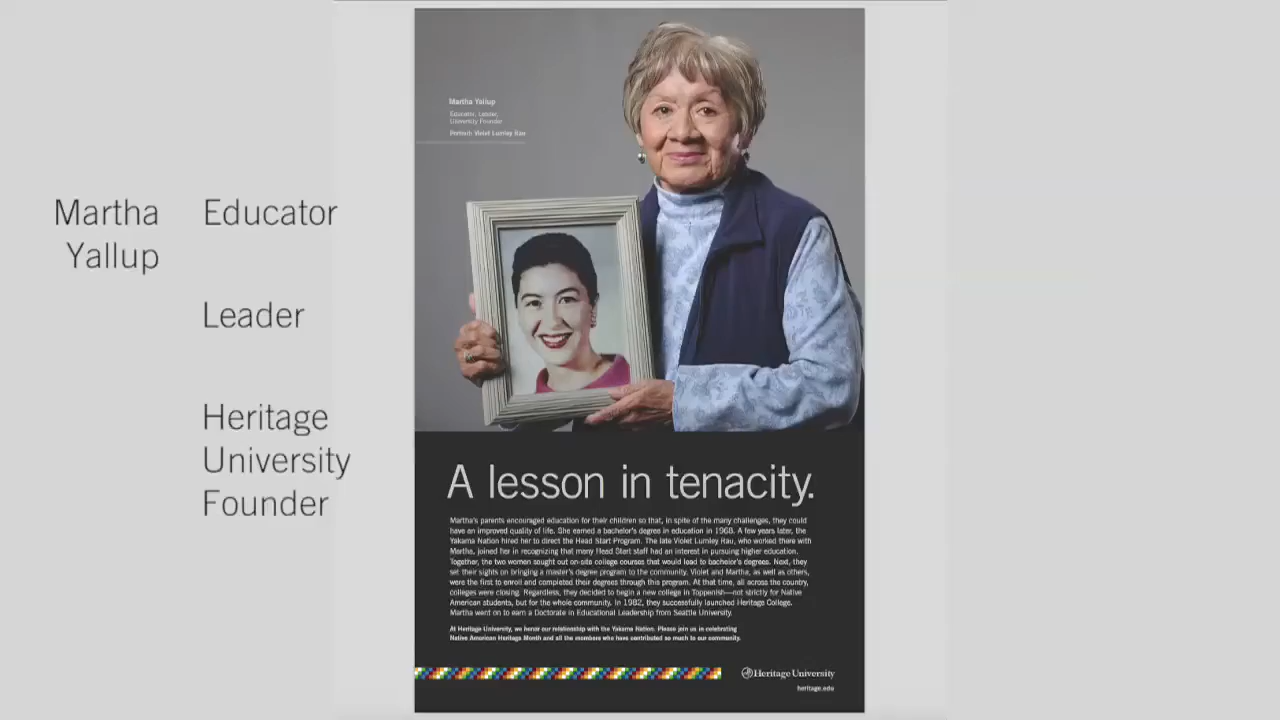 Martha
Yallup
Educator
Leader
Heritage
University
Founder
Martha Yallup
Educator, Leader,
University Founder
Portrait: Violet Lumley Rau
A lesson in tenacity.
Martha's parents encouraged education for their children so that, in spite of the many challenges, they could
have an improved quality of life. She earned a bachelor's degree in education in 1968. A few years later, the
Yakama Nation hired her to direct the Head Start Program. The late Violet Lumley Rau, who worked there with
Martha, joined her in recognizing that many Head Start staff had an interest in pursuing higher education.
Together, the two women sought out on-site college courses that would lead to bachelor's degrees. Next, they
set their sights on bringing a master's degree program to the community. Violet and Martha, as well as others,
were the first to enroll and completed their degrees through this program. At that time, all across the country,
colleges were closing. Regardless, they decided to begin a new college in Toppenish—not strictly for Native
American students, but for the whole community. In 1982, they successfully launched Heritage College.
Martha went on to earn a Doctorate in Educational Leadership from Seattle University.
At Heritage University, we honor our relationship with the Yakama Nation. Please join us in celebrating
Native American Heritage Month and all the members who have contributed so much to our community.
Heritage University
heritage.edu